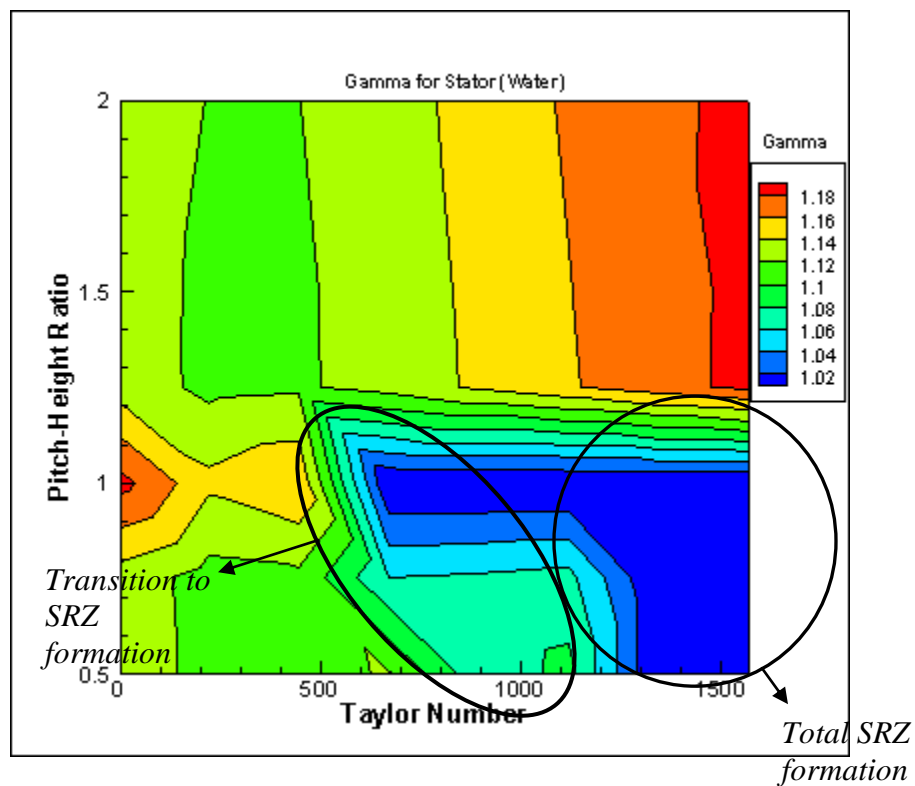 Gamma for Stator (Water)
Pitch-Height Ratio
2
1.5
1
0.5
0
500
1000
1500
Taylor Number
Gamma
1.18
1.16
1.14
1.12
1.1
1.08
1.06
1.04
1.02
Transition to
SRZ
formation
Total SRZ
formation